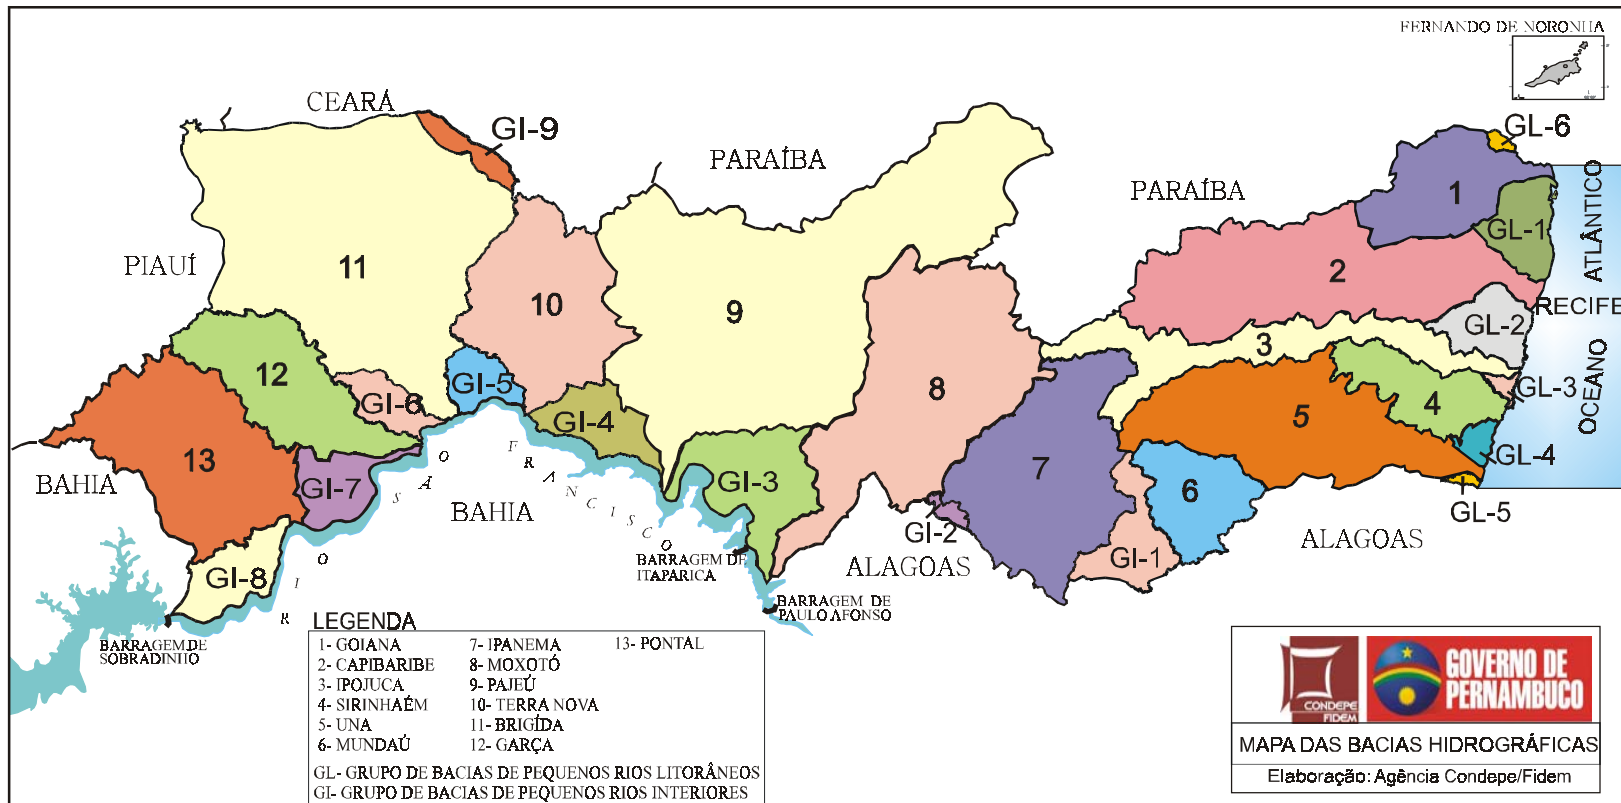 FERNANDO DE NORONHA
CEARÁ
GI-9
GL-6
PARAÍBA
PARAÍBA
1
GL-1
ATLÂNTICO
PIAUÍ
11
2
10
9
RECIFE
GL-2
3
12
GI-5
8
GL-3
OCEANO
GI-6
GI-4
4
5
13
BAHIA
GI-7
GI-3
7
6
GL-4
GL-5
RIO SÃO FRANCISCO
BAHIA
GI-2
ALAGOAS
ALAGOAS
GI-1
GI-8
BARRAGEM DE
ITAPARICA
BARRAGEM DE
PAULO AFONSO
BARRAGEM DE
SOBRADINHO
LEGENDA
1- GOIANA 7- IPANEMA 13- PONTAL
2- CAPIBARIBE 8- MOXOTÓ
3- IPOJUCA 9- PAJEÚ
4- SIRINHAÉM 10- TERRA NOVA
5- UNA 11- BRIGÍDA
6- MUNDAÚ 12- GARÇA
GL- GRUPO DE BACIAS DE PEQUENOS RIOS LITORÂNEOS
GI- GRUPO DE BACIAS DE PEQUENOS RIOS INTERIORES
CONDEPE
FIDEM
GOVERNO DE
PERNAMBUCO
MAPA DAS BACIAS HIDROGRÁFICAS
Elaboração: Agência Condepe/Fidem